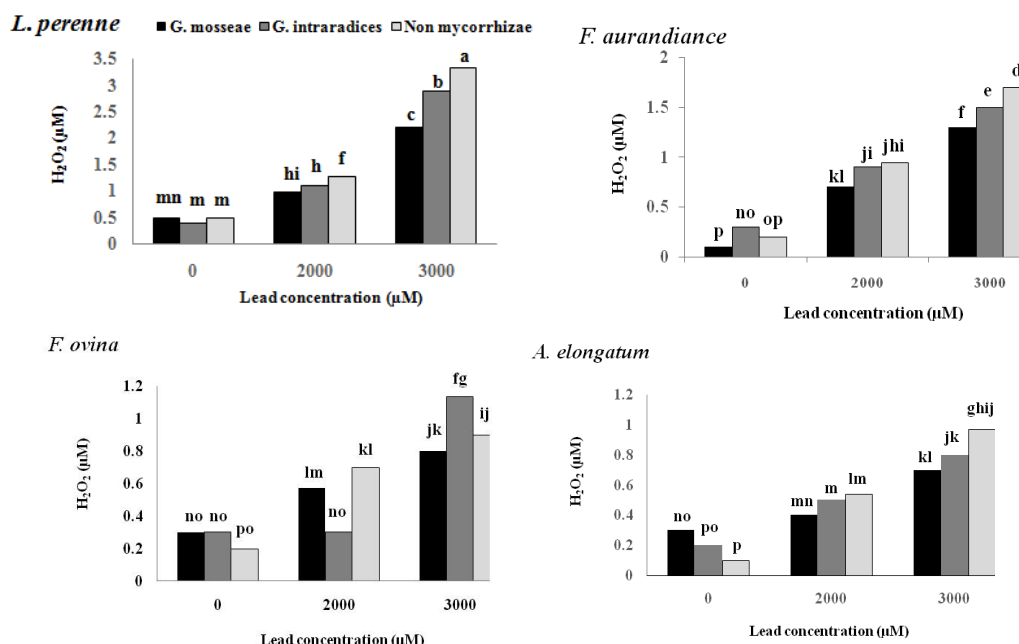 L. perenne
G. mosseae G. intraradices Non mycorrhizae
3.5
3
2.5
2
1.5
1
0.5
0
H₂O₂ (µM)
mn m m
hi h f
c b a
0 2000 3000
Lead concentration (µM)
F. aurandiance
2
1.5
1
0.5
0
H₂O₂ (µM)
p no op
kl ji jhi
f e d
0 2000 3000
Lead concentration (µM)
F. ovina
1.2
1
0.8
0.6
0.4
0.2
0
H₂O₂ (µM)
no no po
lm no kl
jk fg ij
0 2000 3000
Lead concentration (µM)
A. elongatum
1.2
1
0.8
0.6
0.4
0.2
0
H₂O₂ (µM)
no po p
mn m lm
kl jk ghij
0 2000 3000
Lead concentration (µM)